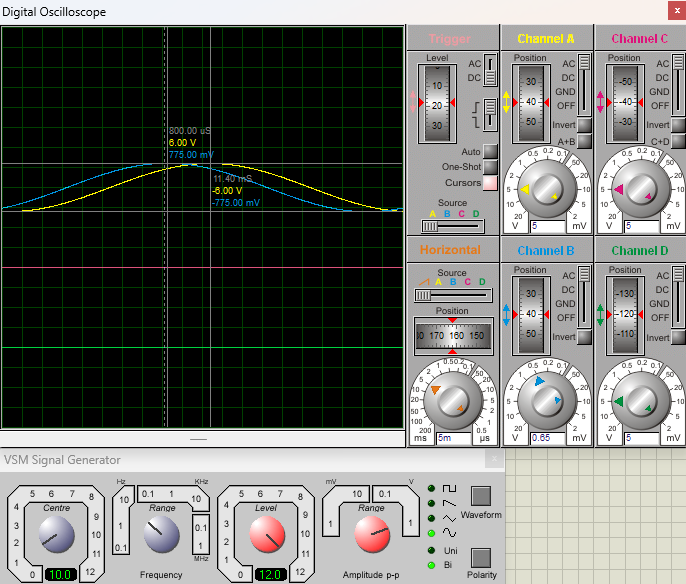 Digital Oscilloscope
x
800.00 uS
6.00 V
775.00 mV
11.40 mS
-6.00 V
-775.00 mV
Trigger
Level
AC
DC
10
20
30
Auto
One-Shot
Cursors
Source
A B C D
Channel A
Position
AC
DC
GND
OFF
30
40
50
Invert
A+B
0.5 0.2 0.1
1 50
2 20
5 10
10 5
20 2
V 5 mV
Channel C
Position
AC
DC
GND
OFF
-50
-40
-30
Invert
C+D
0.5 0.2 0.1
1 50
2 20
5 10
10 5
20 2
V 5 mV
Horizontal
Source
A B C D
Position
170 160 150
1 0.5 0.2 0.1
2 50
5 20
10 10
20 5
50 2
100 1
200 0.5
ms 5m µs
Channel B
Position
AC
DC
GND
OFF
30
40
50
Invert
0.5 0.2 0.1
1 50
2 20
5 10
10 5
20 2
V 0.65 mV
Channel D
Position
AC
DC
GND
OFF
-130
-120
-110
Invert
0.5 0.2 0.1
1 50
2 20
5 10
10 5
20 2
V 5 mV
VSM Signal Generator
x
5 6 7
4 8
3 9
2 10
1 11
0 12
Centre
10.0
Hz KHz
10 0.1 1 10
1 0.1
0.1 1
MHz
Range
Frequency
5 6 7
4 8
3 9
2 10
1 11
0 12
Level
12.0
mV V
10 0.1
1 1
Range
Amplitude p-p
Waveform
Uni
Bi
Polarity